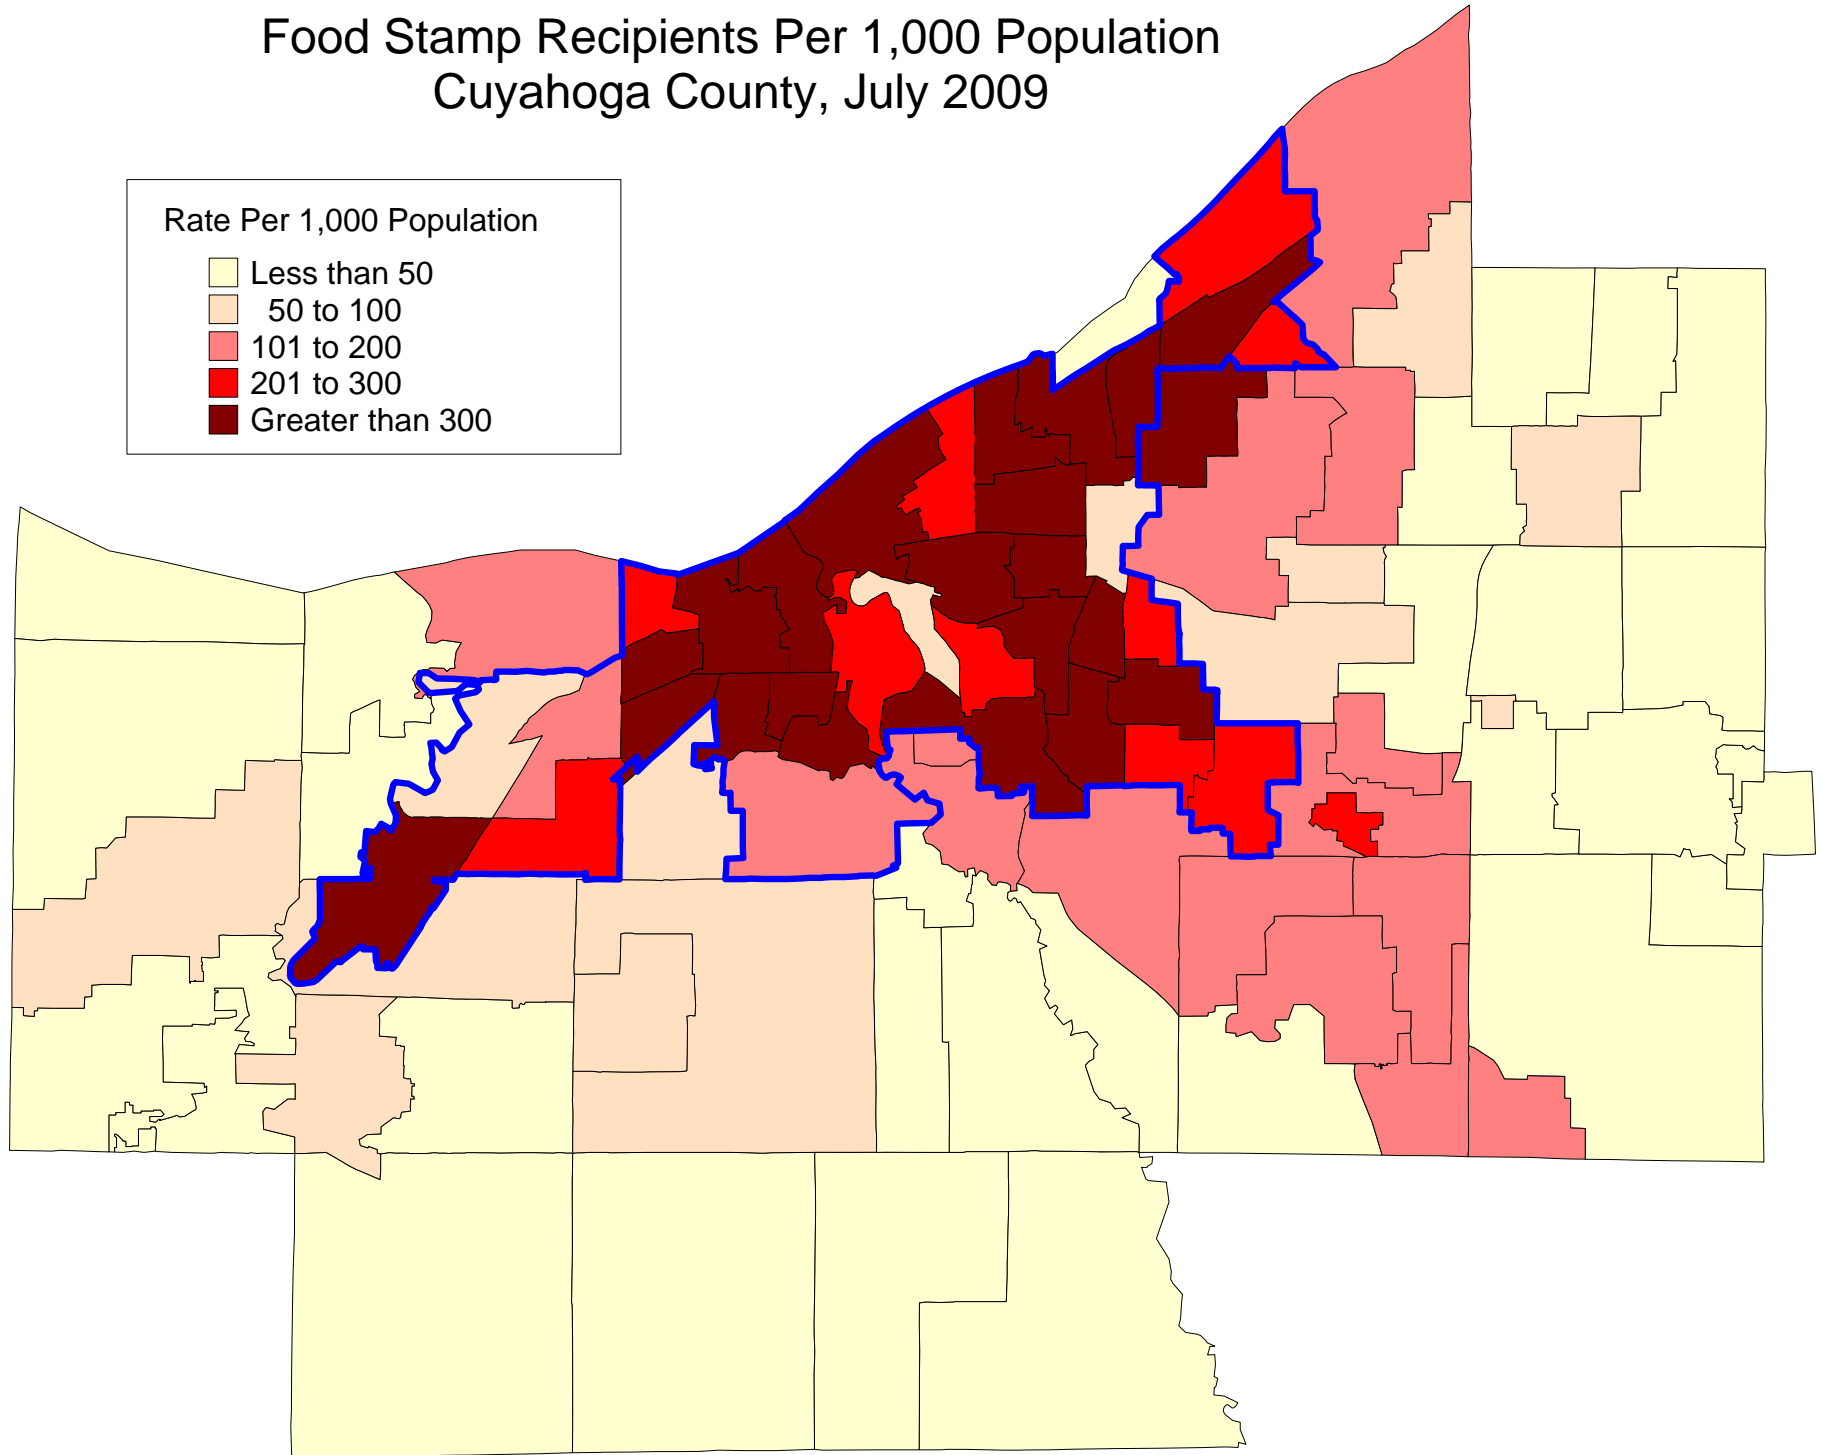 Food Stamp Recipients Per 1,000 Population
Cuyahoga County, July 2009
Rate Per 1,000 Population
Less than 50
50 to 100
101 to 200
201 to 300
Greater than 300